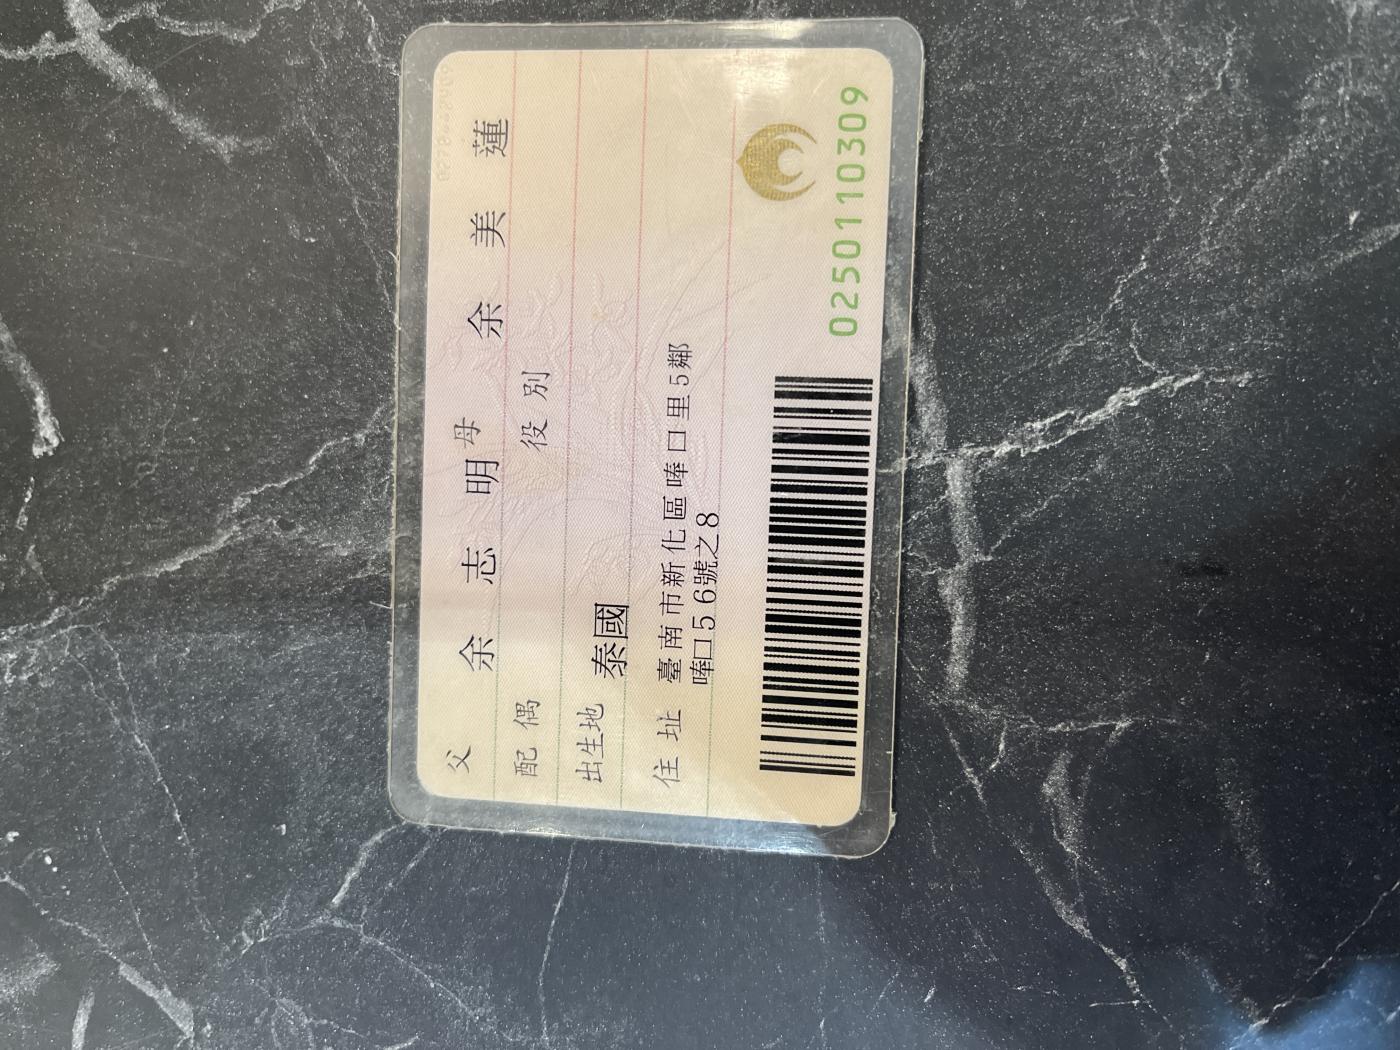 父 余志明 母 余美蓮
配偶 役別
出生地 泰國
住址 臺南市新化區唪口里5鄰
唪口56號之8
0250110309